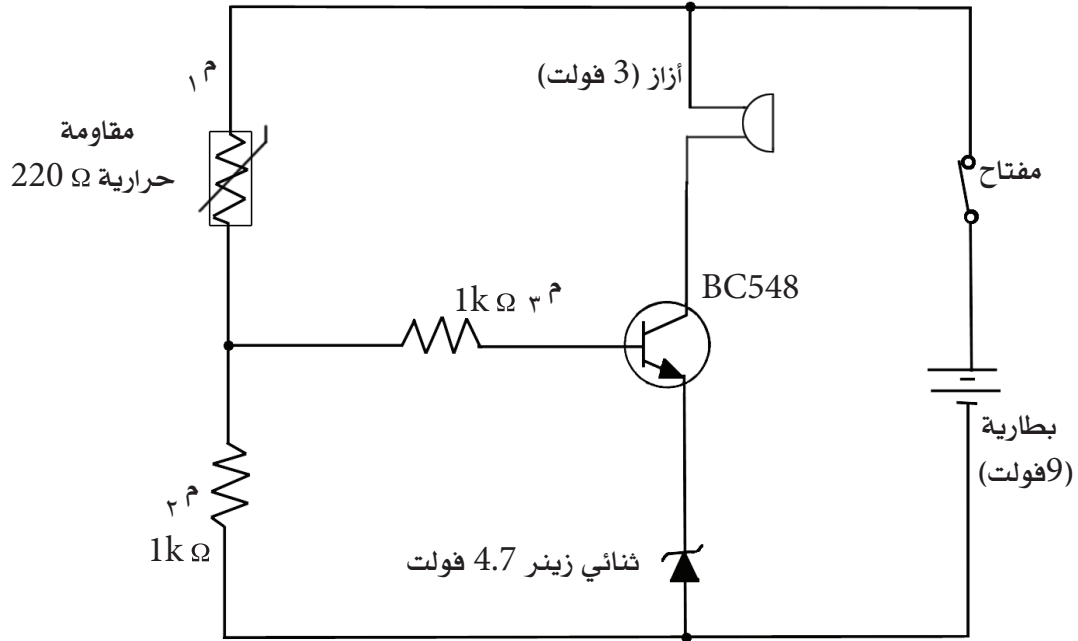 م ١
أزاز (3 فولت)
مقاومة
حرارية 220 Ω
مفتاح
BC548
1k Ω م ٣
بطارية
(9فولت)
م ٢
1k Ω
ثنائي زينر 4.7 فولت